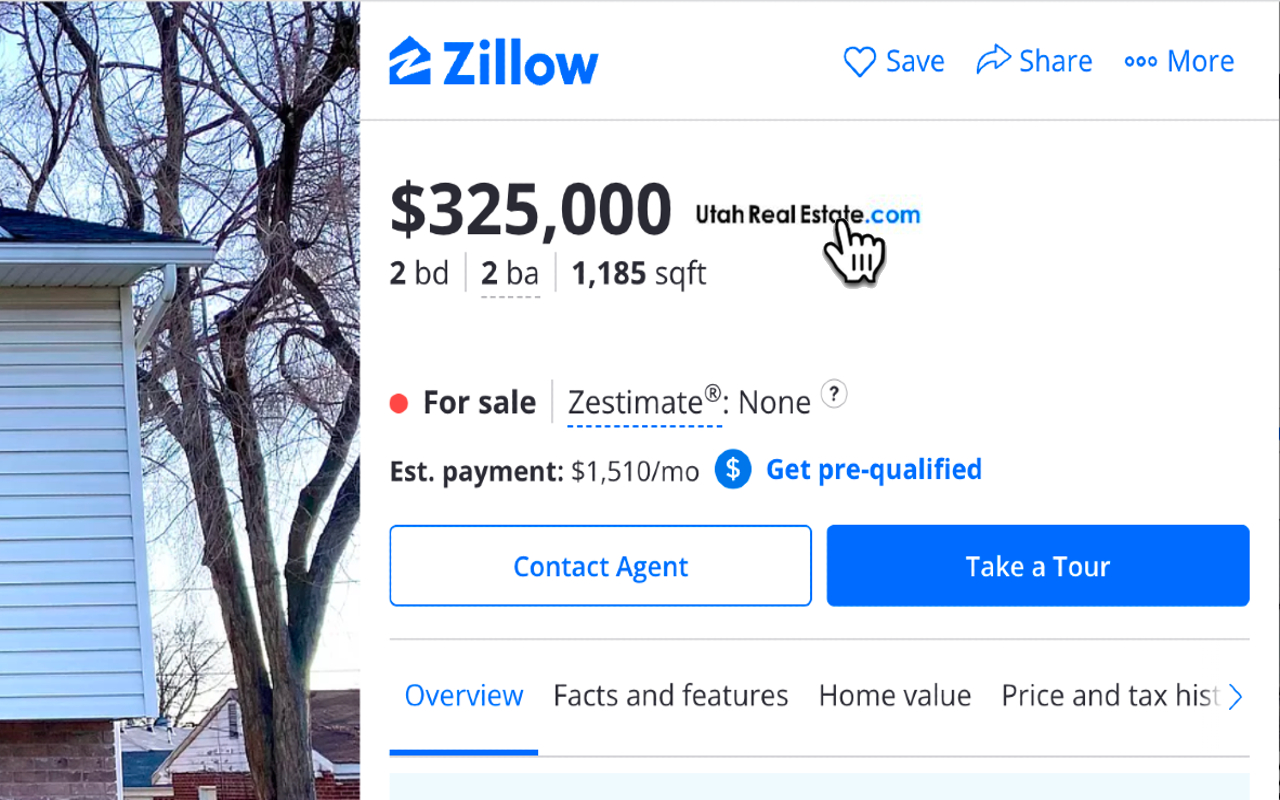 Zillow
Save Share More
$325,000 UtahRealEstate.com
2 bd 2 ba 1,185 sqft
For sale Zestimate®: None ?
Est. payment: $1,510/mo $ Get pre-qualified
Contact Agent Take a Tour
Overview Facts and features Home value Price and tax hist